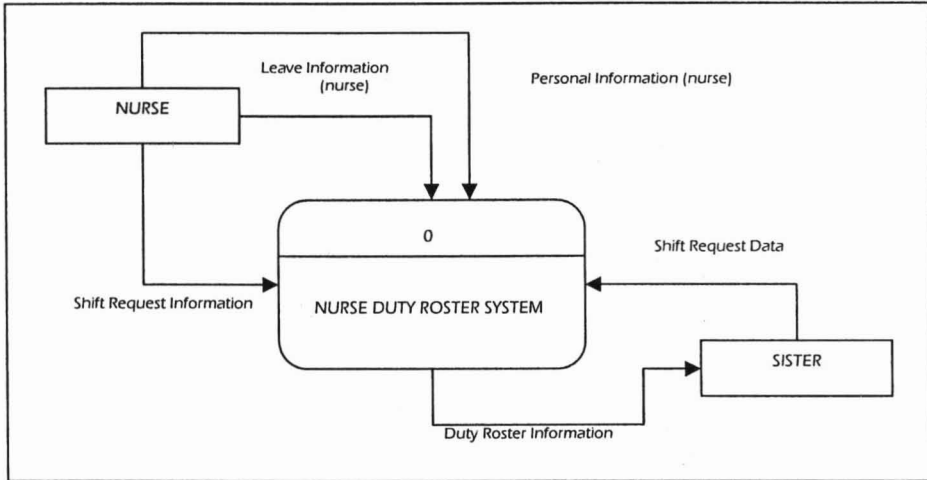 Leave Information
(nurse)
Personal Information (nurse)
NURSE
0
Shift Request Data
Shift Request Information
NURSE DUTY ROSTER SYSTEM
SISTER
Duty Roster Information